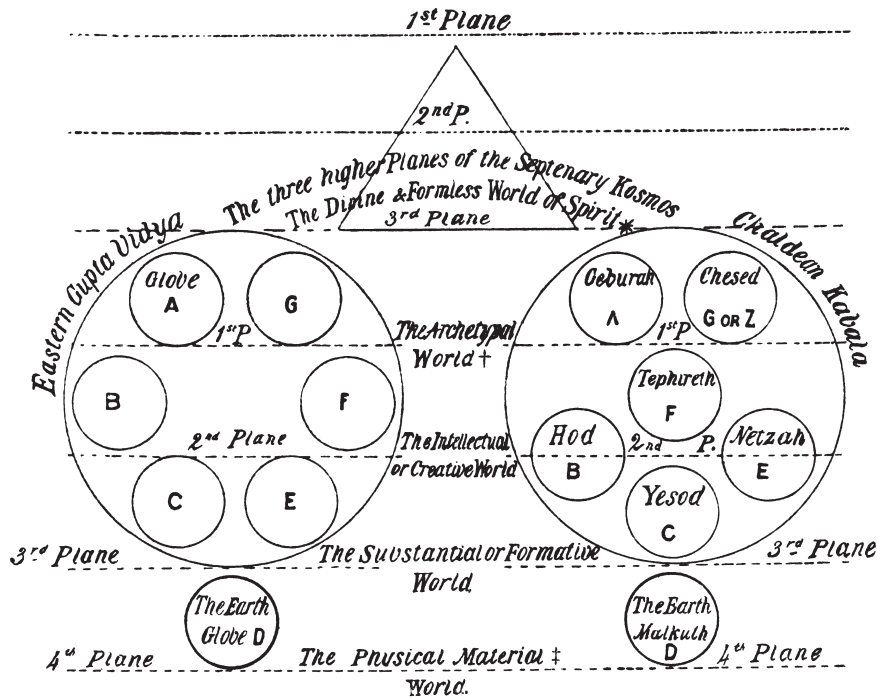 1st Plane
2nd P.
The three higher Planes of the Septenary Kosmos
The Divine & Formless World of Spirit*
3rd Plane
Eastern Gupta Vidya
Chaldean Kabala
Globe
A
G
1st P
The Archetypal
World †
Geburah
A
Chesed
G OR Z
1st P
B
F
2nd Plane
The Intellectual
or Creative World
Tephireth
F
Hod
B
2nd P.
Netzah
E
C
E
Yesod
C
3rd Plane
The Substantial or Formative
World.
3rd Plane
The Earth
Globe D
The Earth
Malkuth
D
4th Plane
The Physical Material ‡
World.
4th Plane